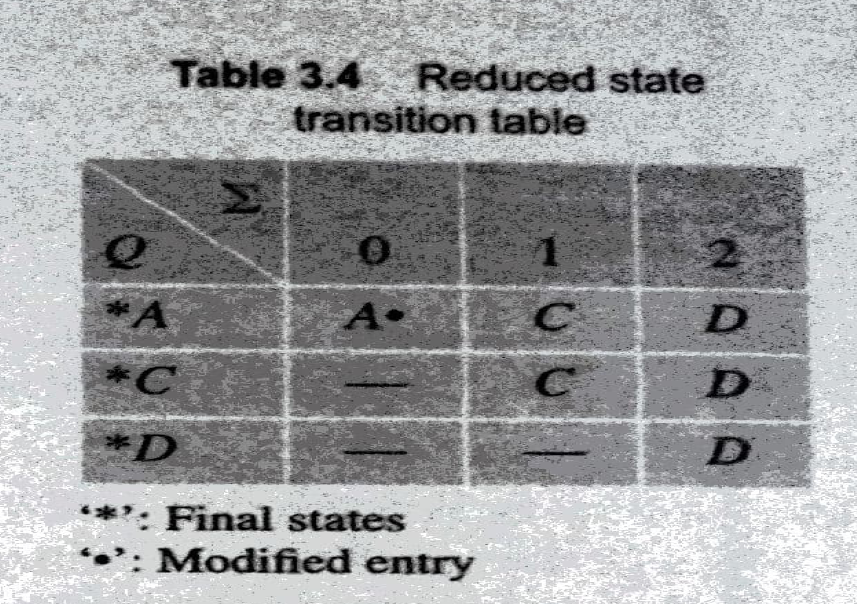 Table 3.4 Reduced state
transition table
Σ
Q 0 1 2
*A A• C D
*C — C D
*D — — D
‘*’: Final states
‘•’: Modified entry